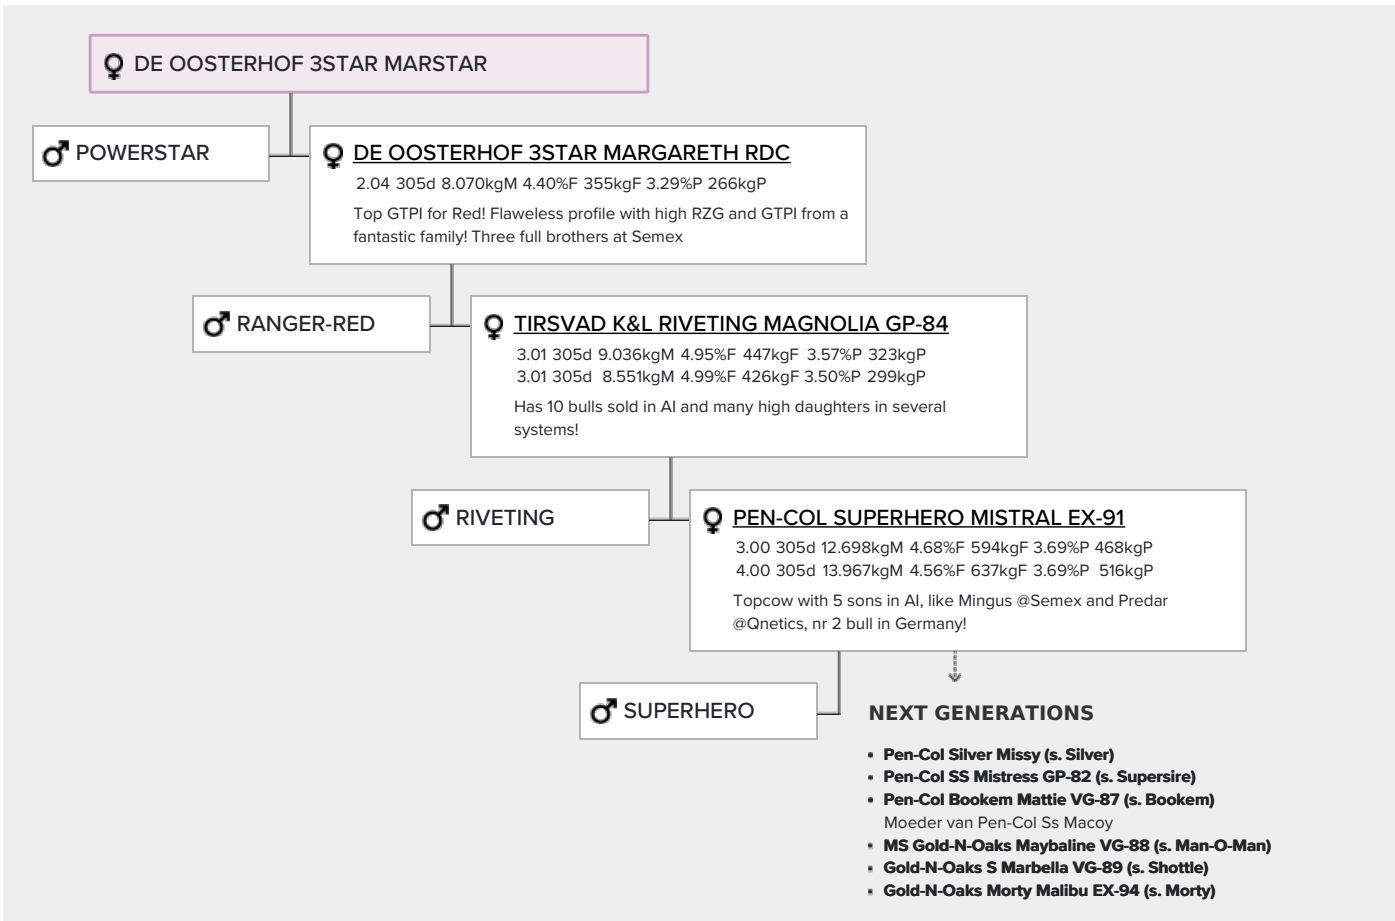 DE OOSTERHOF 3STAR MARSTAR
POWERSTAR
DE OOSTERHOF 3STAR MARGARETH RDC
2.04 305d 8.070kgM 4.40%F 355kgF 3.29%P 266kgP
Top GTPI for Red! Flaweless profile with high RZG and GTPI from a
fantastic family! Three full brothers at Semex
RANGER-RED
TIRSVAD K&L RIVETING MAGNOLIA GP-84
3.01 305d 9.036kgM 4.95%F 447kgF 3.57%P 323kgP
3.01 305d 8.551kgM 4.99%F 426kgF 3.50%P 299kgP
Has 10 bulls sold in AI and many high daughters in several
systems!
RIVETING
PEN-COL SUPERHERO MISTRAL EX-91
3.00 305d 12.698kgM 4.68%F 594kgF 3.69%P 468kgP
4.00 305d 13.967kgM 4.56%F 637kgF 3.69%P 516kgP
Topcow with 5 sons in AI, like Mingus @Semex and Predar
@Qnetics, nr 2 bull in Germany!
SUPERHERO
NEXT GENERATIONS
▪ Pen-Col Silver Missy (s. Silver)
▪ Pen-Col SS Mistress GP-82 (s. Supersire)
▪ Pen-Col Bookem Mattie VG-87 (s. Bookem)
Moeder van Pen-Col Ss Macoy
▪ MS Gold-N-Oaks Maybaline VG-88 (s. Man-O-Man)
▪ Gold-N-Oaks S Marbella VG-89 (s. Shottle)
▪ Gold-N-Oaks Morty Malibu EX-94 (s. Morty)